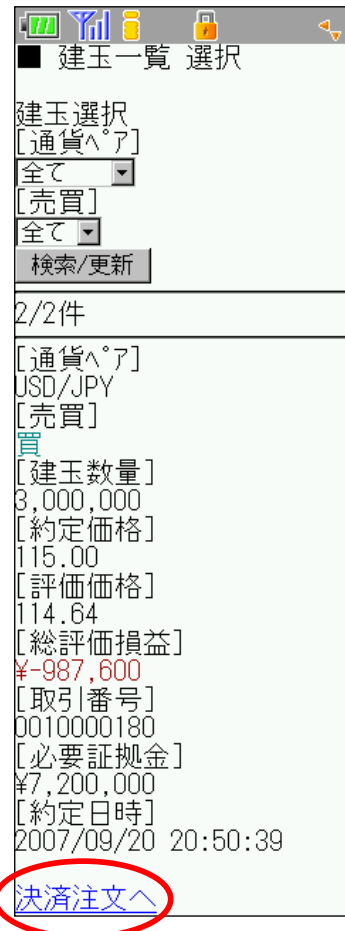 ■ 建玉一覧 選択
建玉選択
[通貨ﾍﾟｱ]
全て
[売買]
全て
検索/更新
2/2件
[通貨ﾍﾟｱ]
USD/JPY
[売買]
買
[建玉数量]
3,000,000
[約定価格]
115.00
[評価価格]
114.64
[総評価損益]
¥-987,600
[取引番号]
0010000180
[必要証拠金]
¥7,200,000
[約定日時]
2007/09/20 20:50:39
決済注文へ